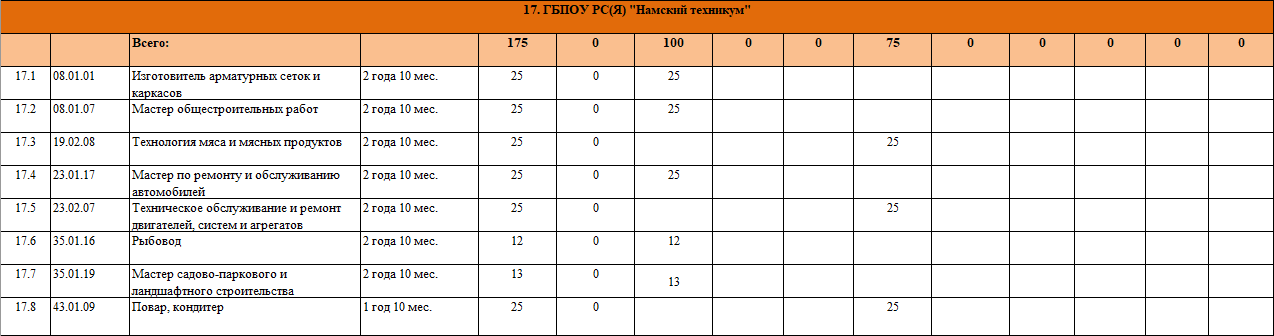 17. ГБПОУ РС(Я) "Намский техникум"
Всего: 175 0 100 0 0 75 0 0 0 0 0
17.1 08.01.01 Изготовитель арматурных сеток и 2 года 10 мес. 25 0 25
каркасов
17.2 08.01.07 Мастер общестроительных работ 2 года 10 мес. 25 0 25
17.3 19.02.08 Технология мяса и мясных продуктов 2 года 10 мес. 25 0 25
17.4 23.01.17 Мастер по ремонту и обслуживанию 2 года 10 мес. 25 0 25
автомобилей
17.5 23.02.07 Техническое обслуживание и ремонт 2 года 10 мес. 25 0 25
двигателей, систем и агрегатов
17.6 35.01.16 Рыбовод 2 года 10 мес. 12 0 12
17.7 35.01.19 Мастер садово-паркового и 2 года 10 мес. 13 0 13
ландшафтного строительства
17.8 43.01.09 Повар, кондитер 1 год 10 мес. 25 0 25